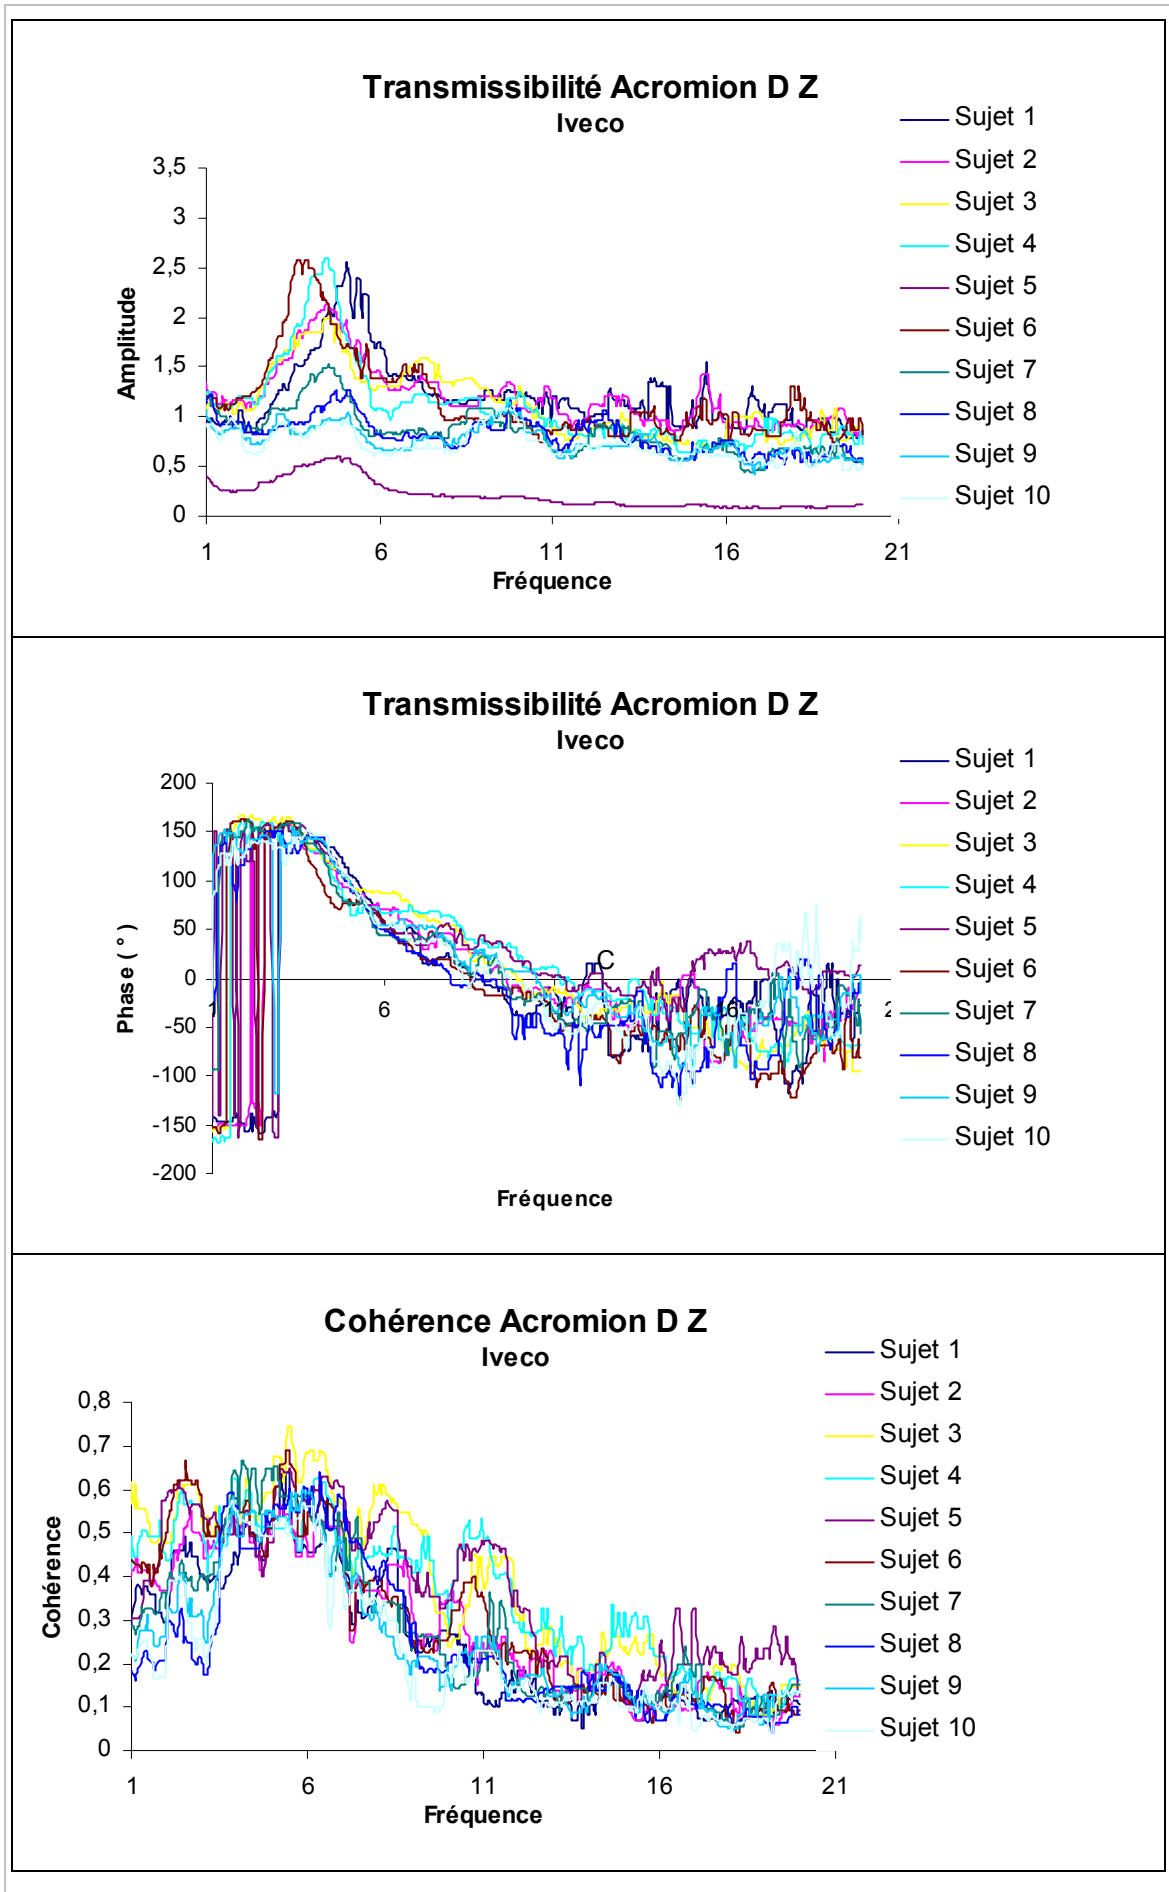 Transmissibilité Acromion D Z
Iveco
3,5
3
2,5
2
1,5
1
0,5
0
Amplitude
1 6 11 16 21
Fréquence
Sujet 1
Sujet 2
Sujet 3
Sujet 4
Sujet 5
Sujet 6
Sujet 7
Sujet 8
Sujet 9
Sujet 10
Transmissibilité Acromion D Z
Iveco
200
150
100
50
0
-50
-100
-150
-200
Phase ( ° )
C
1 6 11 16 2
Fréquence
Sujet 1
Sujet 2
Sujet 3
Sujet 4
Sujet 5
Sujet 6
Sujet 7
Sujet 8
Sujet 9
Sujet 10
Cohérence Acromion D Z
Iveco
0,8
0,7
0,6
0,5
0,4
0,3
0,2
0,1
0
Cohérence
1 6 11 16 21
Fréquence
Sujet 1
Sujet 2
Sujet 3
Sujet 4
Sujet 5
Sujet 6
Sujet 7
Sujet 8
Sujet 9
Sujet 10